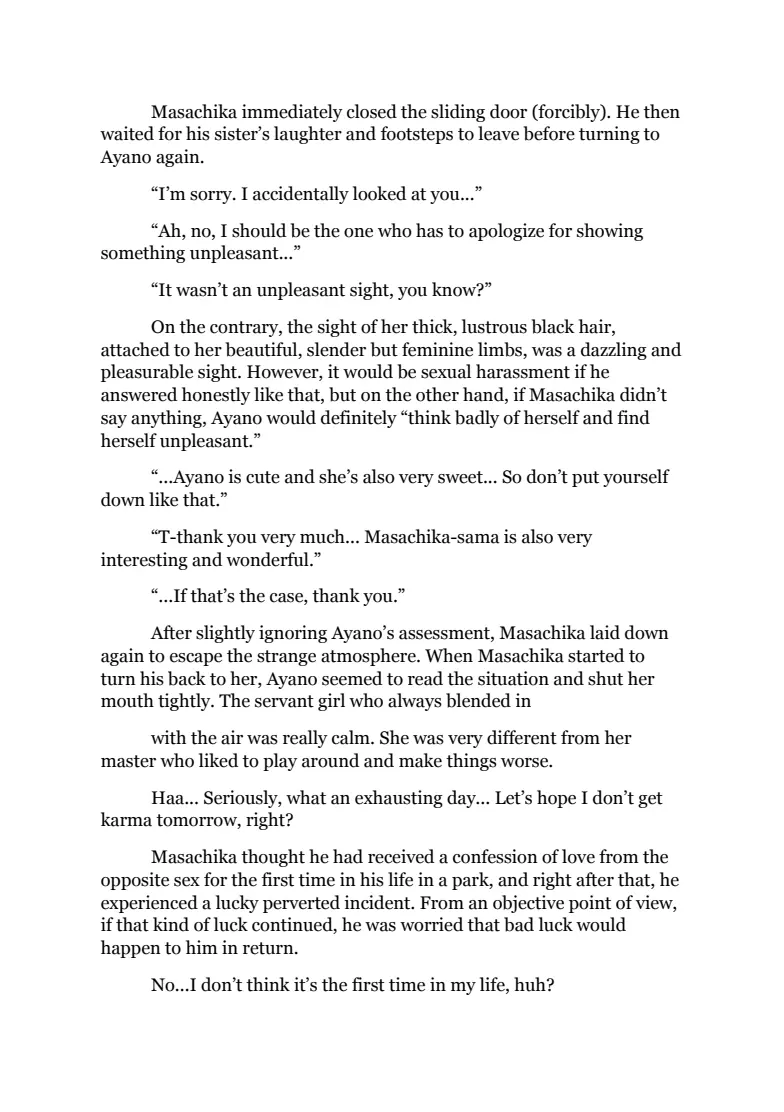 Masachika immediately closed the sliding door (forcibly). He then
waited for his sister’s laughter and footsteps to leave before turning to
Ayano again.
“I’m sorry. I accidentally looked at you...”
“Ah, no, I should be the one who has to apologize for showing
something unpleasant...”
“It wasn’t an unpleasant sight, you know?”
On the contrary, the sight of her thick, lustrous black hair,
attached to her beautiful, slender but feminine limbs, was a dazzling and
pleasurable sight. However, it would be sexual harassment if he
answered honestly like that, but on the other hand, if Masachika didn’t
say anything, Ayano would definitely “think badly of herself and find
herself unpleasant.”
“...Ayano is cute and she’s also very sweet... So don’t put yourself
down like that.”
“T-thank you very much... Masachika-sama is also very
interesting and wonderful.”
“...If that’s the case, thank you.”
After slightly ignoring Ayano’s assessment, Masachika laid down
again to escape the strange atmosphere. When Masachika started to
turn his back to her, Ayano seemed to read the situation and shut her
mouth tightly. The servant girl who always blended in
with the air was really calm. She was very different from her
master who liked to play around and make things worse.
Haa... Seriously, what an exhausting day... Let’s hope I don’t get
karma tomorrow, right?
Masachika thought he had received a confession of love from the
opposite sex for the first time in his life in a park, and right after that, he
experienced a lucky perverted incident. From an objective point of view,
if that kind of luck continued, he was worried that bad luck would
happen to him in return.
No...I don’t think it’s the first time in my life, huh?